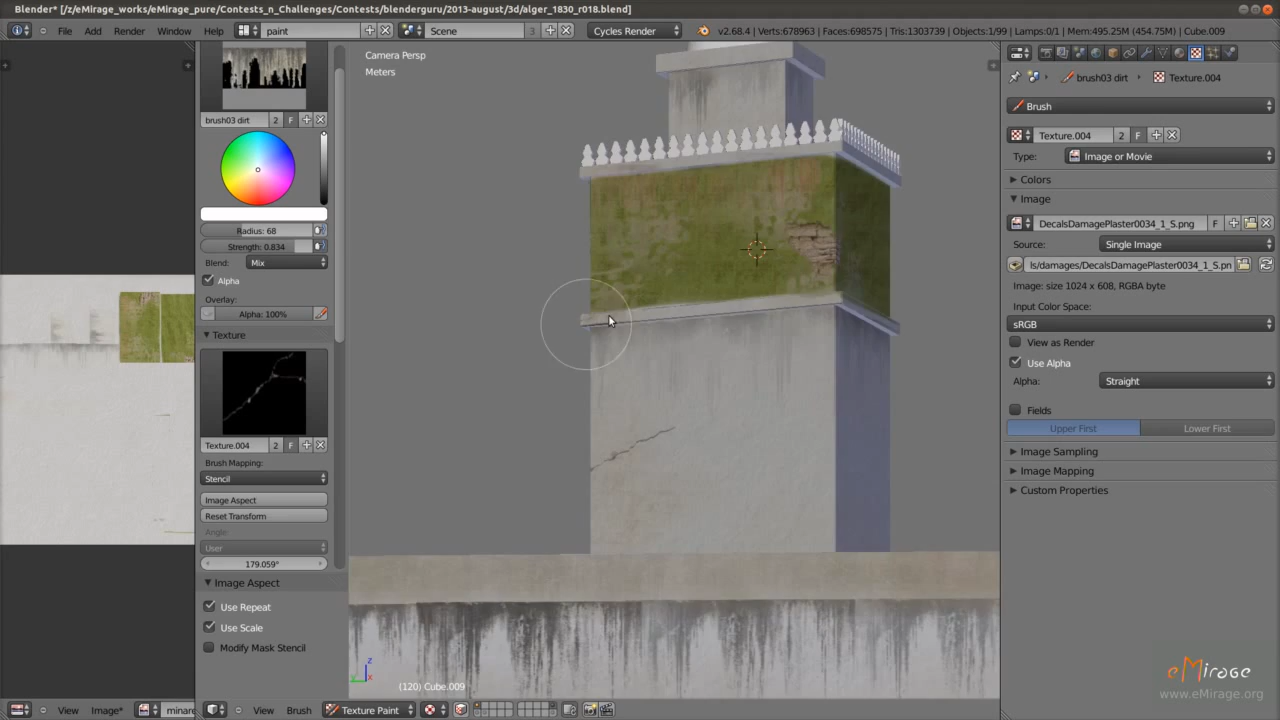 Blender* [/z/eMirage_works/eMirage_pure/Contests_n_Challenges/Contests/blenderguru/2013-august/3d/alger_1830_r018.blend]
File Add Render Window Help paint Scene 3 F Cycles Render v2.68.4 | Verts:678963 | Faces:698575 | Tris:1303739 | Objects:1/99 | Lamps:0/1 | Mem:495.25M (454.75M) | Cube.009
Camera Persp
Meters
brush03 dirt 2 F
Radius: 68
Strength: 0.834
Blend: Mix
Alpha
Overlay:
Alpha: 100%
Texture
Texture.004 2 F
Brush Mapping:
Stencil
Image Aspect
Reset Transform
Angle:
User
179.059°
Image Aspect
Use Repeat
Use Scale
Modify Mask Stencil
z
y x
(120) Cube.009
View Image* minare
View Brush Texture Paint
brush03 dirt Texture.004
Brush
Texture.004 2 F
Type: Image or Movie
Colors
Image
DecalsDamagePlaster0034_1_S.png F
Source: Single Image
ls/damages/DecalsDamagePlaster0034_1_S.pn
Image: size 1024 x 608, RGBA byte
Input Color Space:
sRGB
View as Render
Use Alpha
Alpha: Straight
Fields
Upper First Lower First
Image Sampling
Image Mapping
Custom Properties
eMirage
www.eMirage.org